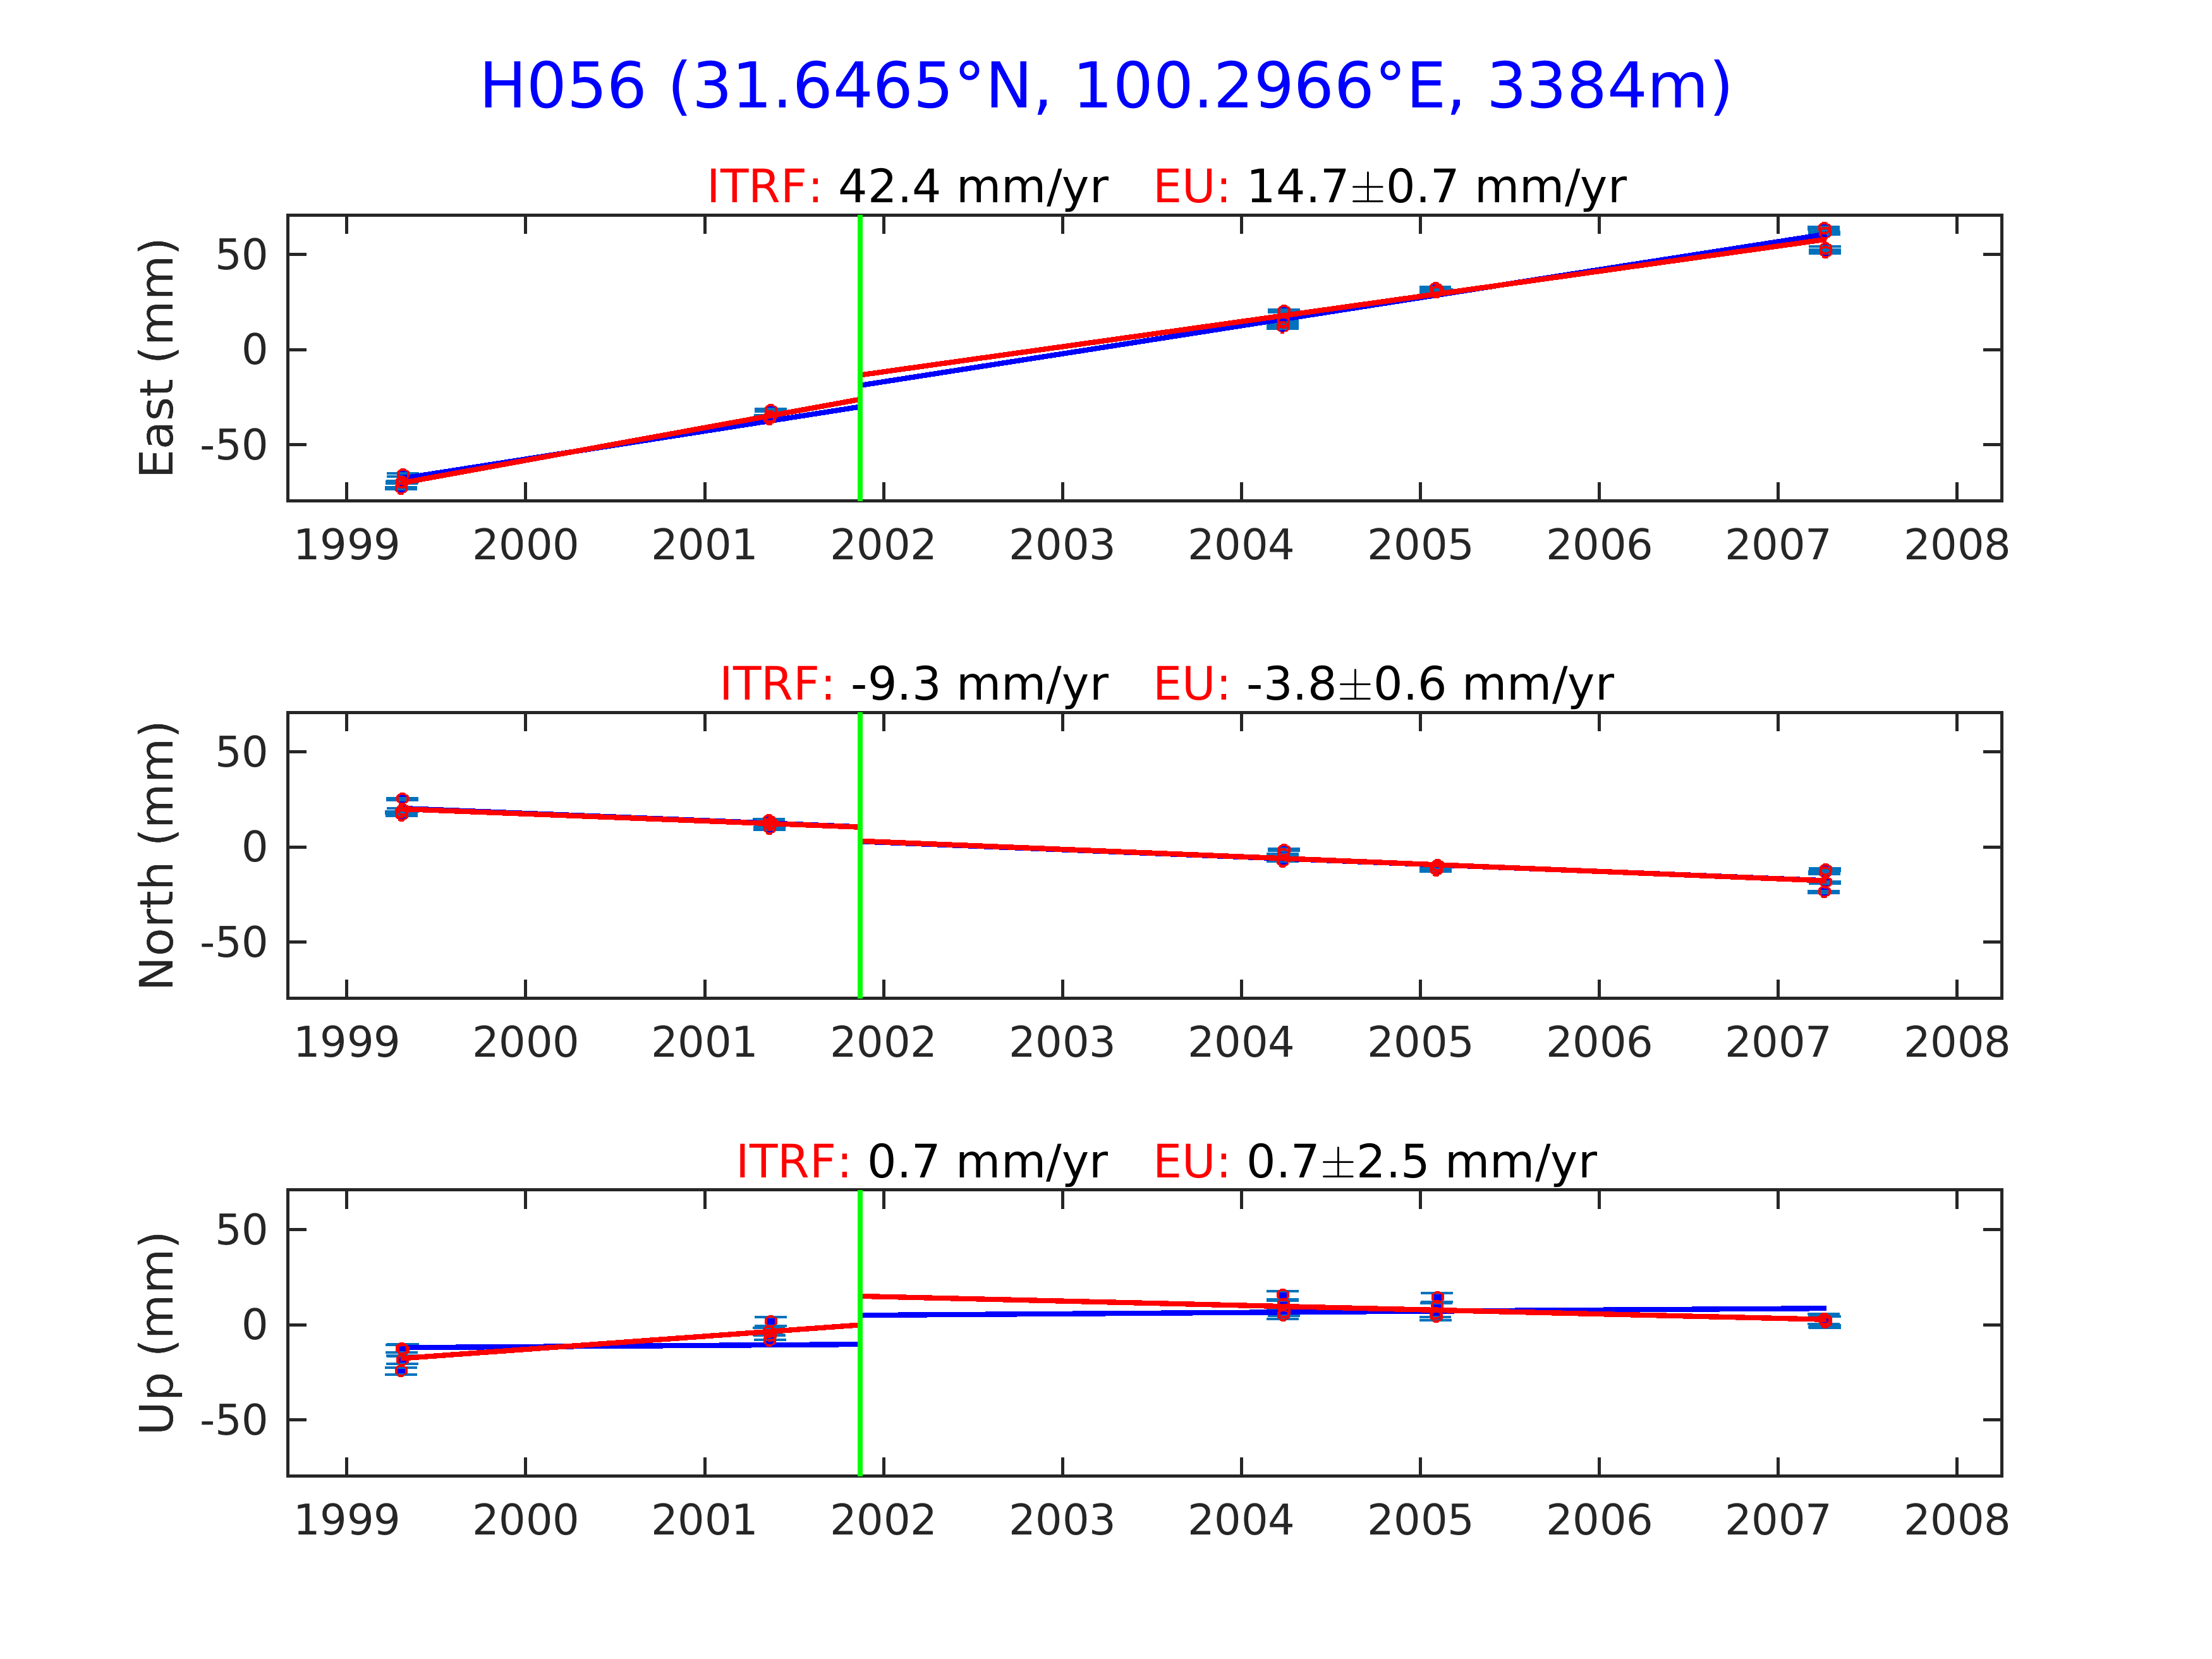 H056 (31.6465°N, 100.2966°E, 3384m)
ITRF: 42.4 mm/yr EU: 14.7±0.7 mm/yr
East (mm)
50
0
-50
1999 2000 2001 2002 2003 2004 2005 2006 2007 2008
ITRF: -9.3 mm/yr EU: -3.8±0.6 mm/yr
North (mm)
50
0
-50
1999 2000 2001 2002 2003 2004 2005 2006 2007 2008
ITRF: 0.7 mm/yr EU: 0.7±2.5 mm/yr
Up (mm)
50
0
-50
1999 2000 2001 2002 2003 2004 2005 2006 2007 2008